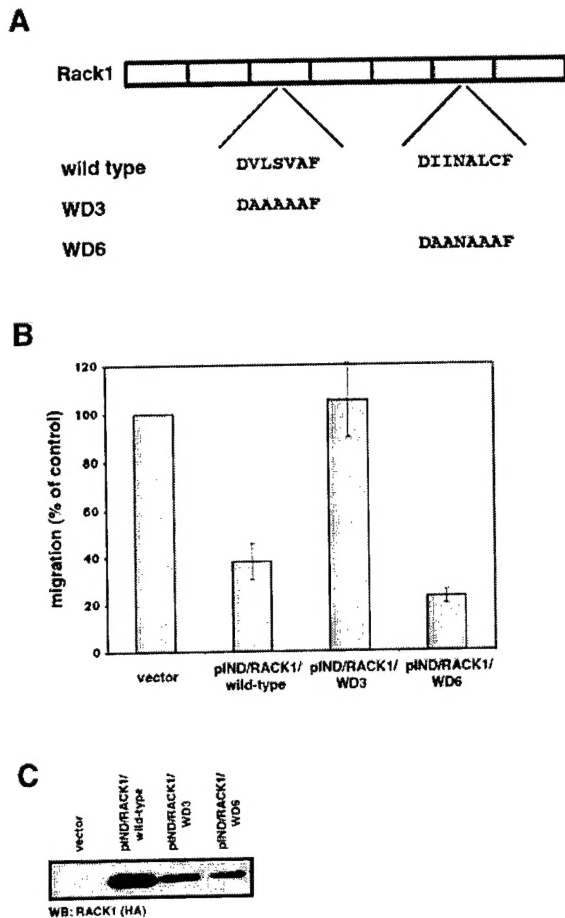 A
Rack1
wild type DVLSVAF DIINALCF
WD3 DAAAAAF
WD6 DAANAAAF
B
migration (% of control)
120
100
80
60
40
20
0
vector pIND/RACK1/ pIND/RACK1/ pIND/RACK1/
wild-type WD3 WD6
C
vector
pIND/RACK1/
wild-type
pIND/RACK1/
WD3
pIND/RACK1/
WD6
WB: RACK1 (HA)